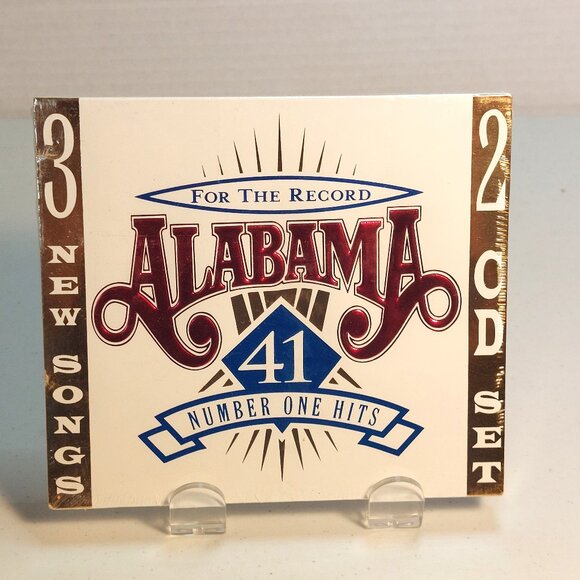 3 NEW SONGS
FOR THE RECORD
ALABAMA
41
NUMBER ONE HITS
2 CD SET